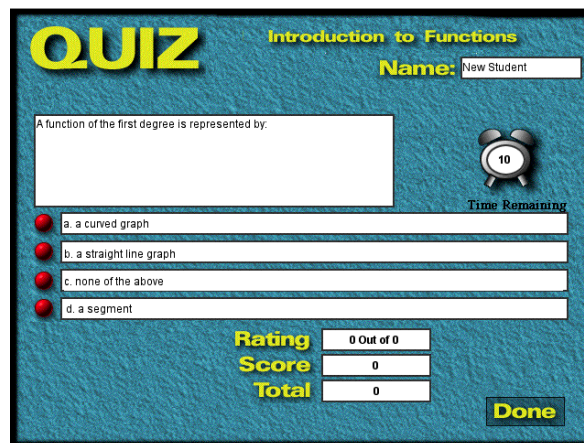 QUIZ
Introduction to Functions
Name: New Student
A function of the first degree is represented by:
10
Time Remaining
a. a curved graph
b. a straight line graph
c. none of the above
d. a segment
Rating 0 Out of 0
Score 0
Total 0
Done